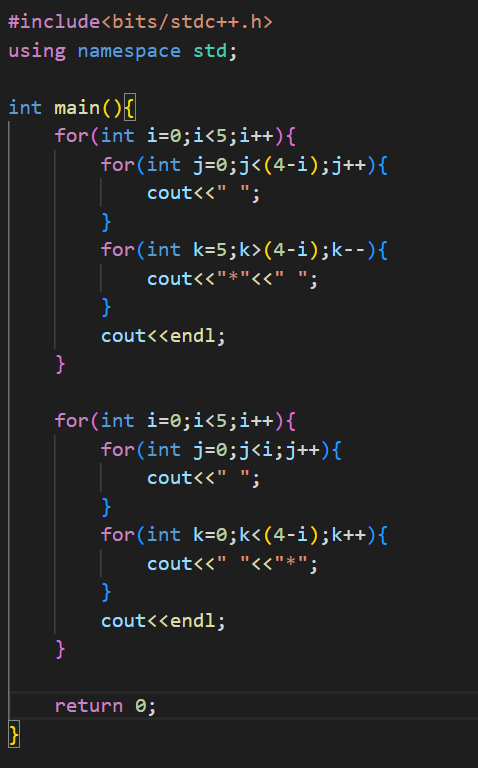 #include<bits/stdc++.h>
using namespace std;

int main(){
    for(int i=0;i<5;i++){
        for(int j=0;j<(4-i);j++){
            cout<<" ";
        }
        for(int k=5;k>(4-i);k--){
            cout<<"*"<<" ";
        }
        cout<<endl;
    }

    for(int i=0;i<5;i++){
        for(int j=0;j<i;j++){
            cout<<" ";
        }
        for(int k=0;k<(4-i);k++){
            cout<<" "<<"*";
        }
        cout<<endl;
    }

    return 0;
}